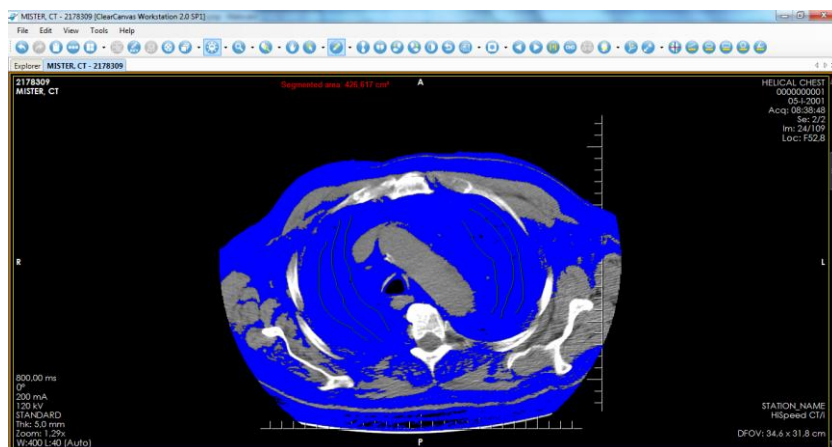 MISTER, CT - 2178309 [ClearCanvas Workstation 2.0 SP1]
File Edit View Tools Help
Explorer MISTER, CT - 2178309
2178309
MISTER, CT
Segmented area: 426.617 cm²
A
HELICAL CHEST
0000000001
05-I-2001
Acq: 08:38:48
Se: 2/2
Im: 24/109
Loc: F52,8
R
L
800,00 ms
0°
200 mA
120 kV
STANDARD
Thk: 5,0 mm
Zoom: 1,29x
W:400 L:40 (Auto)
P
STATION_NAME
HiSpeed CT/i
DFOV: 34,6 x 31,8 cm